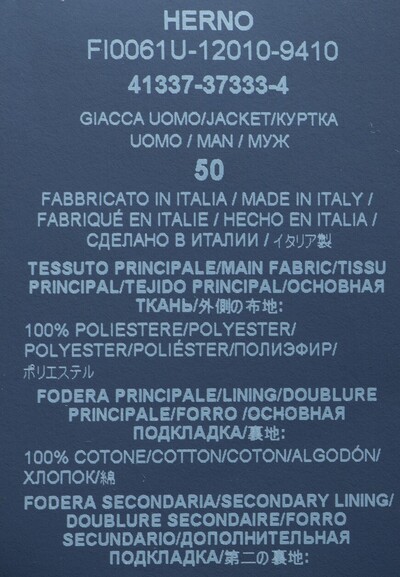 HERNO
FI0061U-12010-9410
41337-37333-4
GIACCA UOMO/JACKET/КУРТКА
UOMO / MAN / МУЖ
50
FABBRICATO IN ITALIA / MADE IN ITALY /
FABRIQUÉ EN ITALIE / HECHO EN ITALIA /
СДЕЛАНО В ИТАЛИИ / イタリア製
TESSUTO PRINCIPALE/MAIN FABRIC/TISSU
PRINCIPAL/TEJIDO PRINCIPAL/ОСНОВНАЯ
ТКАНЬ/外側の布地:
100% POLIESTERE/POLYESTER/
POLYESTER/POLIÉSTER/ПОЛИЭФИР/
ポリエステル
FODERA PRINCIPALE/LINING/DOUBLURE
PRINCIPALE/FORRO /ОСНОВНАЯ
ПОДКЛАДКА/裏地:
100% COTONE/COTTON/COTON/ALGODÓN/
ХЛОПОК/綿
FODERA SECONDARIA/SECONDARY LINING/
DOUBLURE SECONDAIRE/FORRO
SECUNDARIO/ДОПОЛНИТЕЛЬНАЯ
ПОДКЛАДКА/第二の裏地: